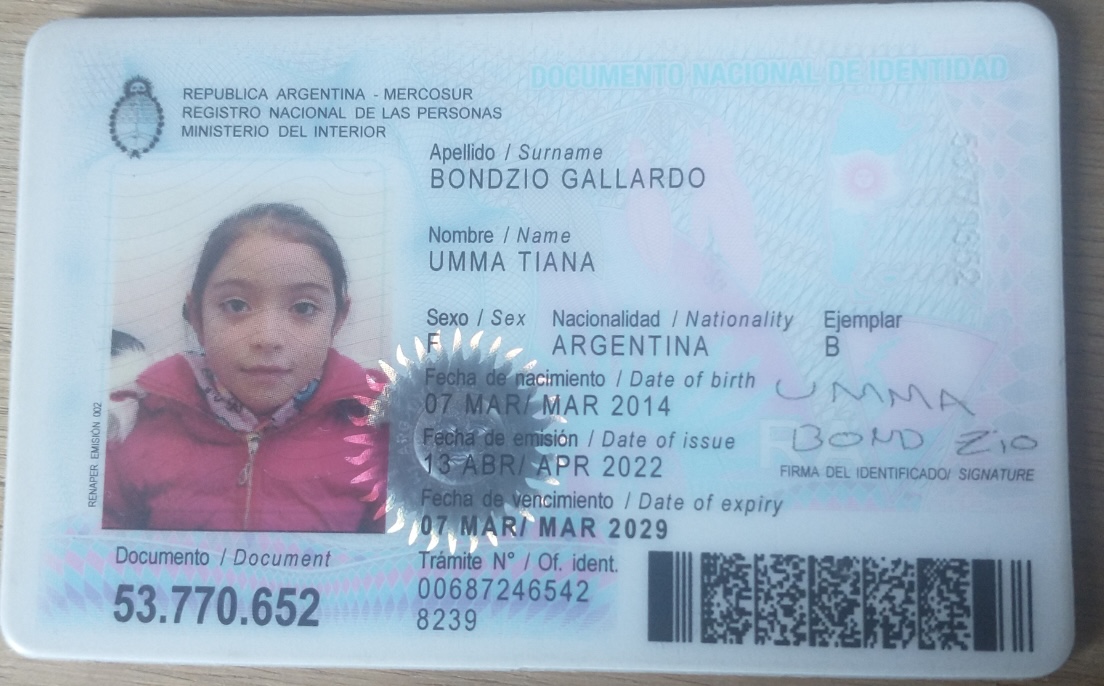 DOCUMENTO NACIONAL DE IDENTIDAD
REPUBLICA ARGENTINA - MERCOSUR
REGISTRO NACIONAL DE LAS PERSONAS
MINISTERIO DEL INTERIOR
Apellido / Surname
BONDZIO GALLARDO
Nombre / Name
UMMA TIANA
Sexo / Sex Nacionalidad / Nationality Ejemplar
F ARGENTINA B
Fecha de nacimiento / Date of birth
07 MAR/ MAR 2014
UMMA
Fecha de emisión / Date of issue
BOND ZiO
13 ABR/ APR 2022
FIRMA DEL IDENTIFICADO/ SIGNATURE
Fecha de vencimiento / Date of expiry
07 MAR/ MAR 2029
RENAPER EMISIÓN 002
Documento / Document
53.770.652
Trámite N° / Of. ident.
00687246542
8239